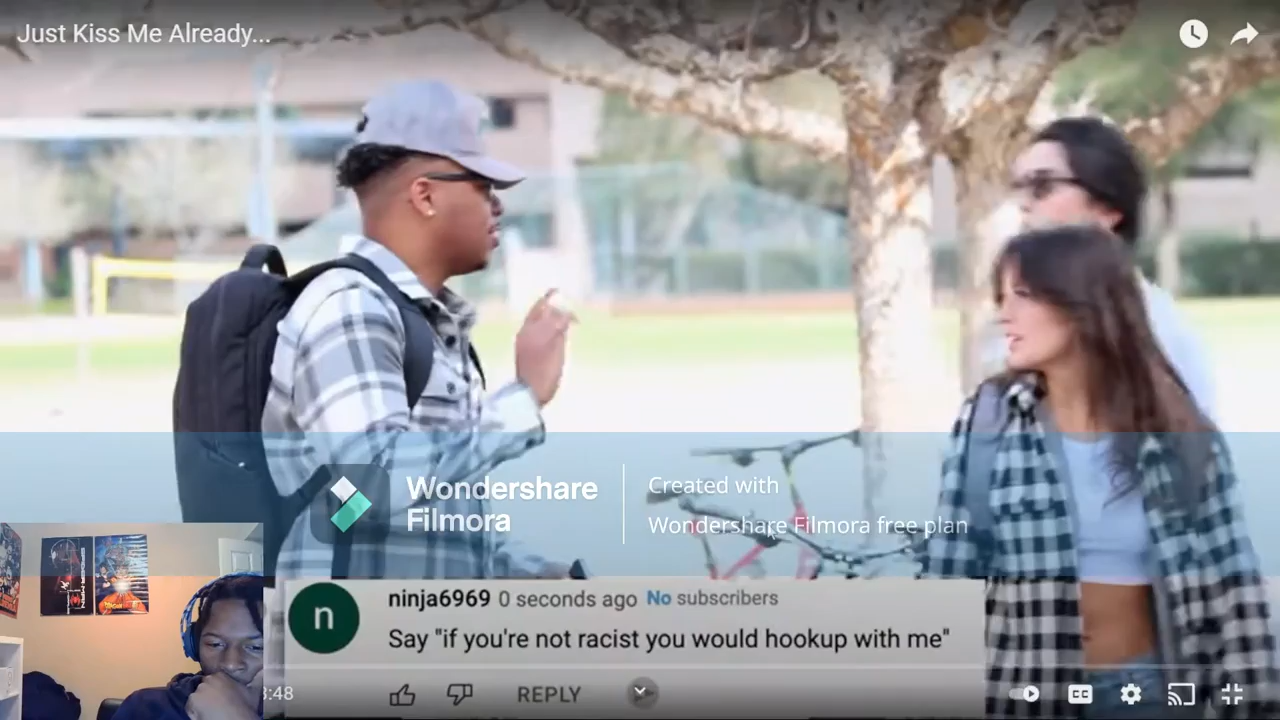 Just Kiss Me Already...
Wondershare
Filmora
Created with
Wondershare Filmora free plan
n
ninja6969 0 seconds ago No subscribers
Say "if you're not racist you would hookup with me"
:48
REPLY
CC